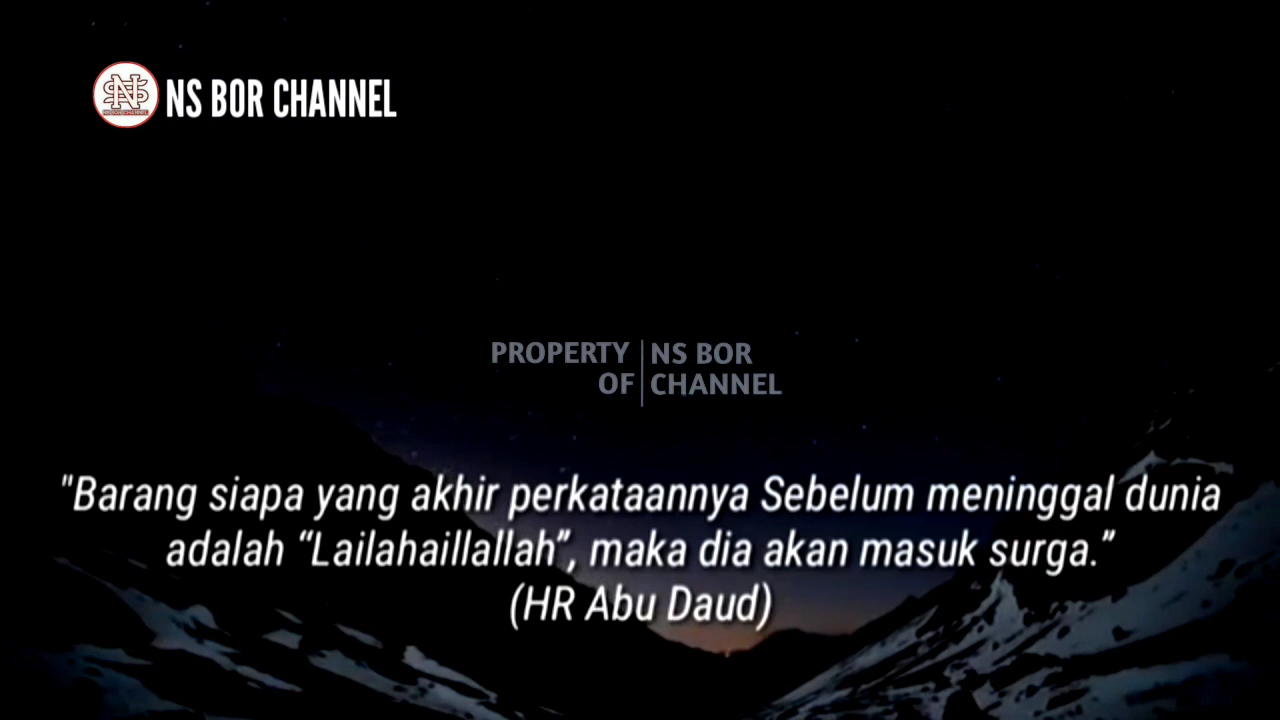 NS BOR CHANNEL
PROPERTY OF | NS BOR CHANNEL
"Barang siapa yang akhir perkataannya Sebelum meninggal dunia
adalah “Lailahaillallah”, maka dia akan masuk surga.”
(HR Abu Daud)